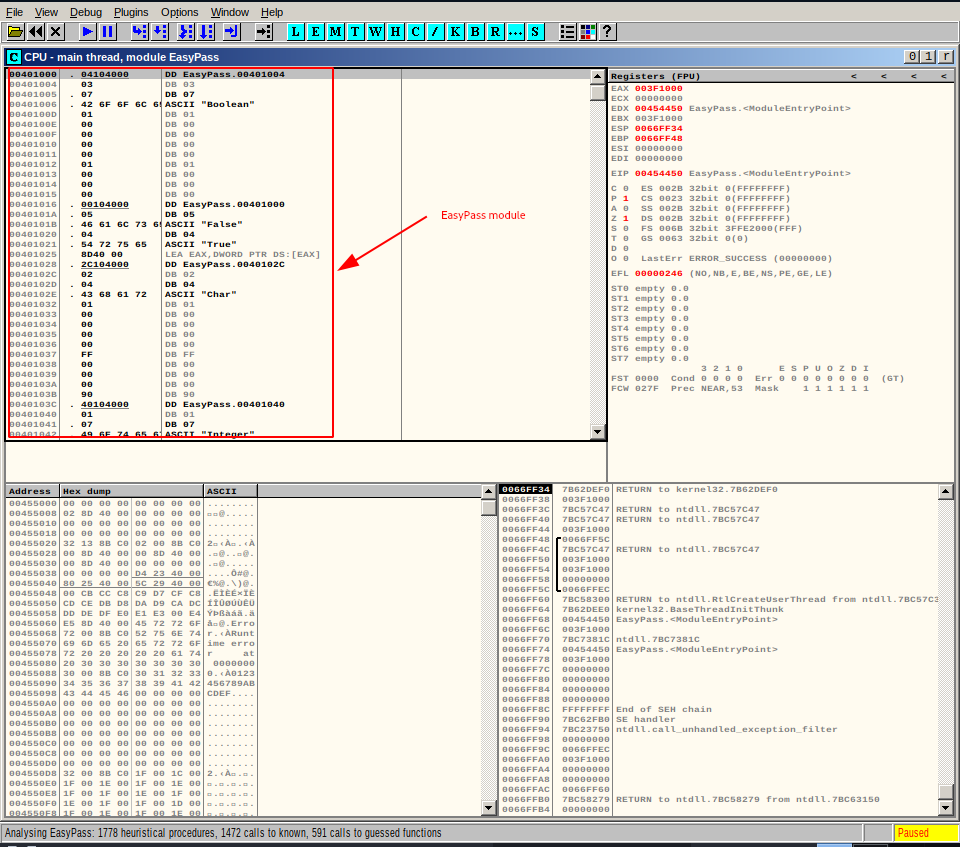 File View Debug Plugins Options Window Help
L E M T W H C / K B R ... S ?
C CPU - main thread, module EasyPass
00401000 . 04104000 DD EasyPass.00401004
00401004 03 DB 03
00401005 . 07 DB 07
00401006 . 42 6F 6F 6C 65 ASCII "Boolean"
0040100D 01 DB 01
0040100E 00 DB 00
0040100F 00 DB 00
00401010 00 DB 00
00401011 00 DB 00
00401012 01 DB 01
00401013 00 DB 00
00401014 00 DB 00
00401015 00 DB 00
00401016 . 00104000 DD EasyPass.00401000
0040101A . 05 DB 05
0040101B . 46 61 6C 73 65 ASCII "False"
00401020 . 04 DB 04
00401021 . 54 72 75 65 ASCII "True"
00401025 8D40 00 LEA EAX,DWORD PTR DS:[EAX]
00401028 . 2C104000 DD EasyPass.0040102C
0040102C 02 DB 02
0040102D . 04 DB 04
0040102E . 43 68 61 72 ASCII "Char"
00401032 01 DB 01
00401033 00 DB 00
00401034 00 DB 00
00401035 00 DB 00
00401036 00 DB 00
00401037 FF DB FF
00401038 00 DB 00
00401039 00 DB 00
0040103A 00 DB 00
0040103B 90 DB 90
0040103C . 40104000 DD EasyPass.00401040
00401040 01 DB 01
00401041 . 07 DB 07
00401042 . 49 6E 74 65 67 ASCII "Integer"
EasyPass module
Registers (FPU) < < < <
EAX 003F1000
ECX 00000000
EDX 00454450 EasyPass.<ModuleEntryPoint>
EBX 003F1000
ESP 0066FF34
EBP 0066FF48
ESI 00000000
EDI 00000000
EIP 00454450 EasyPass.<ModuleEntryPoint>
C 0 ES 002B 32bit 0(FFFFFFFF)
P 1 CS 0023 32bit 0(FFFFFFFF)
A 0 SS 002B 32bit 0(FFFFFFFF)
Z 1 DS 002B 32bit 0(FFFFFFFF)
S 0 FS 006B 32bit 3FFE2000(FFF)
T 0 GS 0063 32bit 0(0)
D 0
O 0 LastErr ERROR_SUCCESS (00000000)
EFL 00000246 (NO,NB,E,BE,NS,PE,GE,LE)
ST0 empty 0.0
ST1 empty 0.0
ST2 empty 0.0
ST3 empty 0.0
ST4 empty 0.0
ST5 empty 0.0
ST6 empty 0.0
ST7 empty 0.0
3 2 1 0 E S P U O Z D I
FST 0000 Cond 0 0 0 0 Err 0 0 0 0 0 0 0 0 (GT)
FCW 027F Prec NEAR,53 Mask 1 1 1 1 1 1
Address Hex dump ASCII
00455000 00 00 00 00 00 00 00 00 ........
00455008 02 8D 40 00 00 00 00 00
00455010 00 00 00 00 00 00 00 00 ........
00455018 00 00 00 00 00 00 00 00 ........
00455020 32 13 8B C0 02 00 8B C0
00455028 00 8D 40 00 00 8D 40 00
00455030 00 8D 40 00 00 00 00 00
00455038 00 00 00 00 D4 23 40 00 ....Ô#@.
00455040 80 25 40 00 5C 29 40 00 €%@.\)@.
00455048 00 CB CC C8 C9 D7 CF C8 .ËÌÈÉ×ÏÈ
00455050 CD CE DB D8 DA D9 CA DC ÍÎÛØÚÙÊÜ
00455058 DD DE DF E0 E1 E3 00 E4 ÝÞßàáã.ä
00455060 E5 8D 40 00 45 72 72 6F
00455068 72 00 8B C0 52 75 6E 74 r.‹ÀRunt
00455070 69 6D 65 20 65 72 72 6F ime erro
00455078 72 20 20 20 20 20 61 74 r     at
00455080 20 30 30 30 30 30 30 30 0000000
00455088 30 00 8B C0 30 31 32 33 0.‹À0123
00455090 34 35 36 37 38 39 41 42 456789AB
00455098 43 44 45 46 00 00 00 00 CDEF....
004550A0 00 00 00 00 00 00 00 00 ........
004550A8 00 00 00 00 00 00 00 00 ........
004550B0 00 00 00 00 00 00 00 00 ........
004550B8 00 00 00 00 00 00 00 00 ........
004550C0 00 00 00 00 00 00 00 00 ........
004550C8 00 00 00 00 00 00 00 00 ........
004550D0 00 00 00 00 00 00 00 00 ........
004550D8 32 00 8B C0 1F 00 1C 00
004550E0 1F 00 1E 00 1F 00 1E 00
004550E8 1F 00 1F 00 1E 00 1F 00
004550F0 1E 00 1F 00 1F 00 1D 00
004550F8 1F 00 1E 00 1F 00 1E 00
0066FF34 7B62DEF0 RETURN to kernel32.7B62DEF0
0066FF38 003F1000
0066FF3C 7BC57C47 RETURN to ntdll.7BC57C47
0066FF40 7BC57C47 RETURN to ntdll.7BC57C47
0066FF44 003F1000
0066FF48 0066FF5C
0066FF4C 7BC57C47 RETURN to ntdll.7BC57C47
0066FF50 003F1000
0066FF54 003F1000
0066FF58 00000000
0066FF5C 0066FFEC
0066FF60 7BC58300 RETURN to ntdll.RtlCreateUserThread from ntdll.7BC57C3
0066FF64 7B62DEE0 kernel32.BaseThreadInitThunk
0066FF68 00454450 EasyPass.<ModuleEntryPoint>
0066FF6C 003F1000
0066FF70 7BC7381C ntdll.7BC7381C
0066FF74 00454450 EasyPass.<ModuleEntryPoint>
0066FF78 003F1000
0066FF7C 00000000
0066FF80 00000000
0066FF84 00000000
0066FF88 00000000
0066FF8C FFFFFFFF End of SEH chain
0066FF90 7BC62FB0 SE handler
0066FF94 7BC23750 ntdll.call_unhandled_exception_filter
0066FF98 00000000
0066FF9C 0066FFEC
0066FFA0 003F1000
0066FFA4 00000000
0066FFA8 00000000
0066FFAC 0066FF60
0066FFB0 7BC58279 RETURN to ntdll.7BC58279 from ntdll.7BC63150
0066FFB4 00000000
Analysing EasyPass: 1778 heuristical procedures, 1472 calls to known, 591 calls to guessed functions
Paused